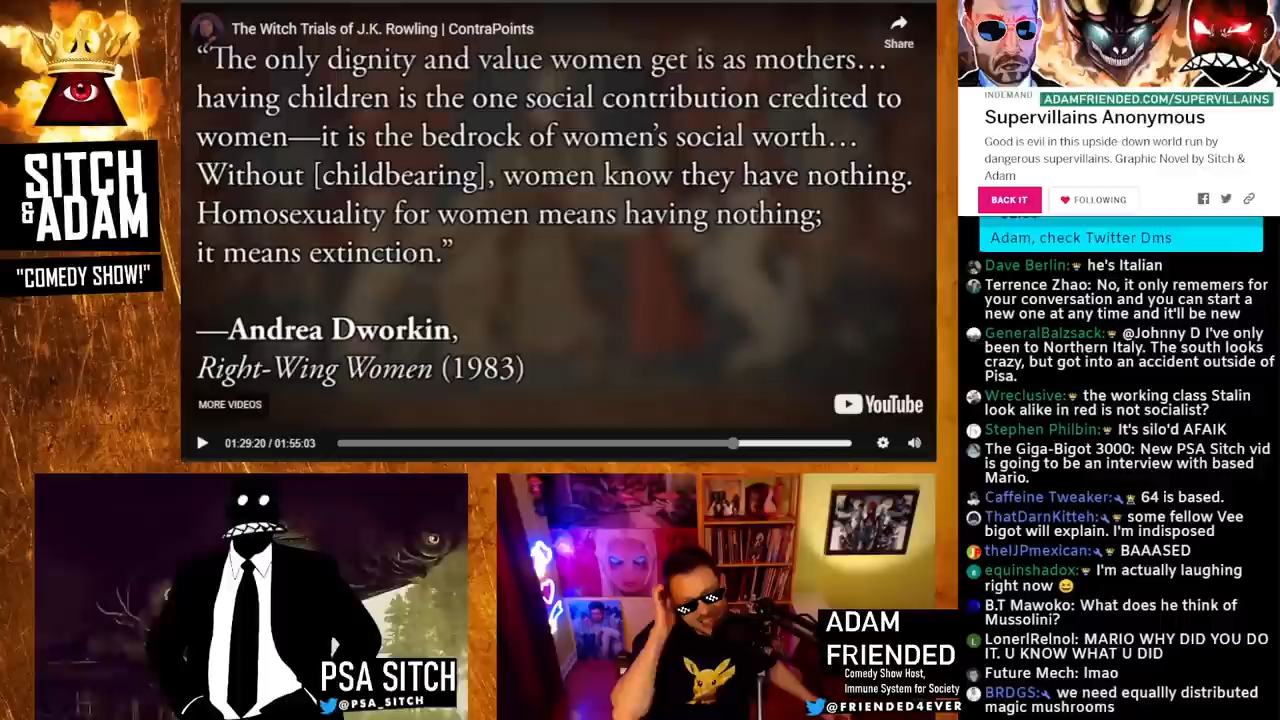 The Witch Trials of J.K. Rowling | ContraPoints
Share
“The only dignity and value women get is as mothers…
having children is the one social contribution credited to
women—it is the bedrock of women’s social worth…
Without [childbearing], women know they have nothing.
Homosexuality for women means having nothing;
it means extinction.”
—Andrea Dworkin,
Right-Wing Women (1983)
MORE VIDEOS
YouTube
01:29:20 / 01:55:03
SITCH
& ADAM
"COMEDY SHOW!"
INDEMAND
ADAMFRIENDED.COM/SUPERVILLAINS
Supervillains Anonymous
Good is evil in this upside-down world run by
dangerous supervillains. Graphic Novel by Sitch &
Adam
BACK IT
FOLLOWING
Adam, check Twitter Dms
Dave Berlin: he's Italian
Terrence Zhao: No, it only rememers for
your conversation and you can start a
new one at any time and it'll be new
GeneralBalzsack: @Johnny D I've only
been to Northern Italy. The south looks
crazy, but got into an accident outside of
Pisa.
Wreclusive: the working class Stalin
look alike in red is not socialist?
Stephen Philbin: It's silo'd AFAIK
The Giga-Bigot 3000: New PSA Sitch vid
is going to be an interview with based
Mario.
Caffeine Tweaker: 64 is based.
ThatDarnKitteh: some fellow Vee
bigot will explain. I'm indisposed
theIJPmexican: BAAASED
equinshadox: I'm actually laughing
right now 😄
B.T Mawoko: What does he think of
Mussolini?
LonerlRelnol: MARIO WHY DID YOU DO
IT. U KNOW WHAT U DID
Future Mech: lmao
BRDGS: we need equallly distributed
magic mushrooms
PSA SITCH
@PSA_SITCH
ADAM
FRIENDED
Comedy Show Host,
Immune System for Society
@FRIENDED4EVER